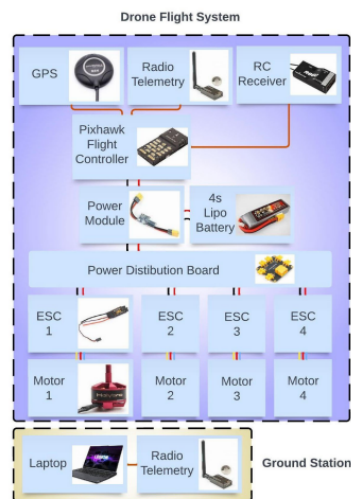 Drone Flight System
GPS
Radio
Telemetry
RC
Receiver
Pixhawk
Flight
Controller
Power
Module
4s
Lipo
Battery
Power Distibution Board
ESC
1
ESC
2
ESC
3
ESC
4
Motor
1
Motor
2
Motor
3
Motor
4
Laptop
Radio
Telemetry
Ground Station